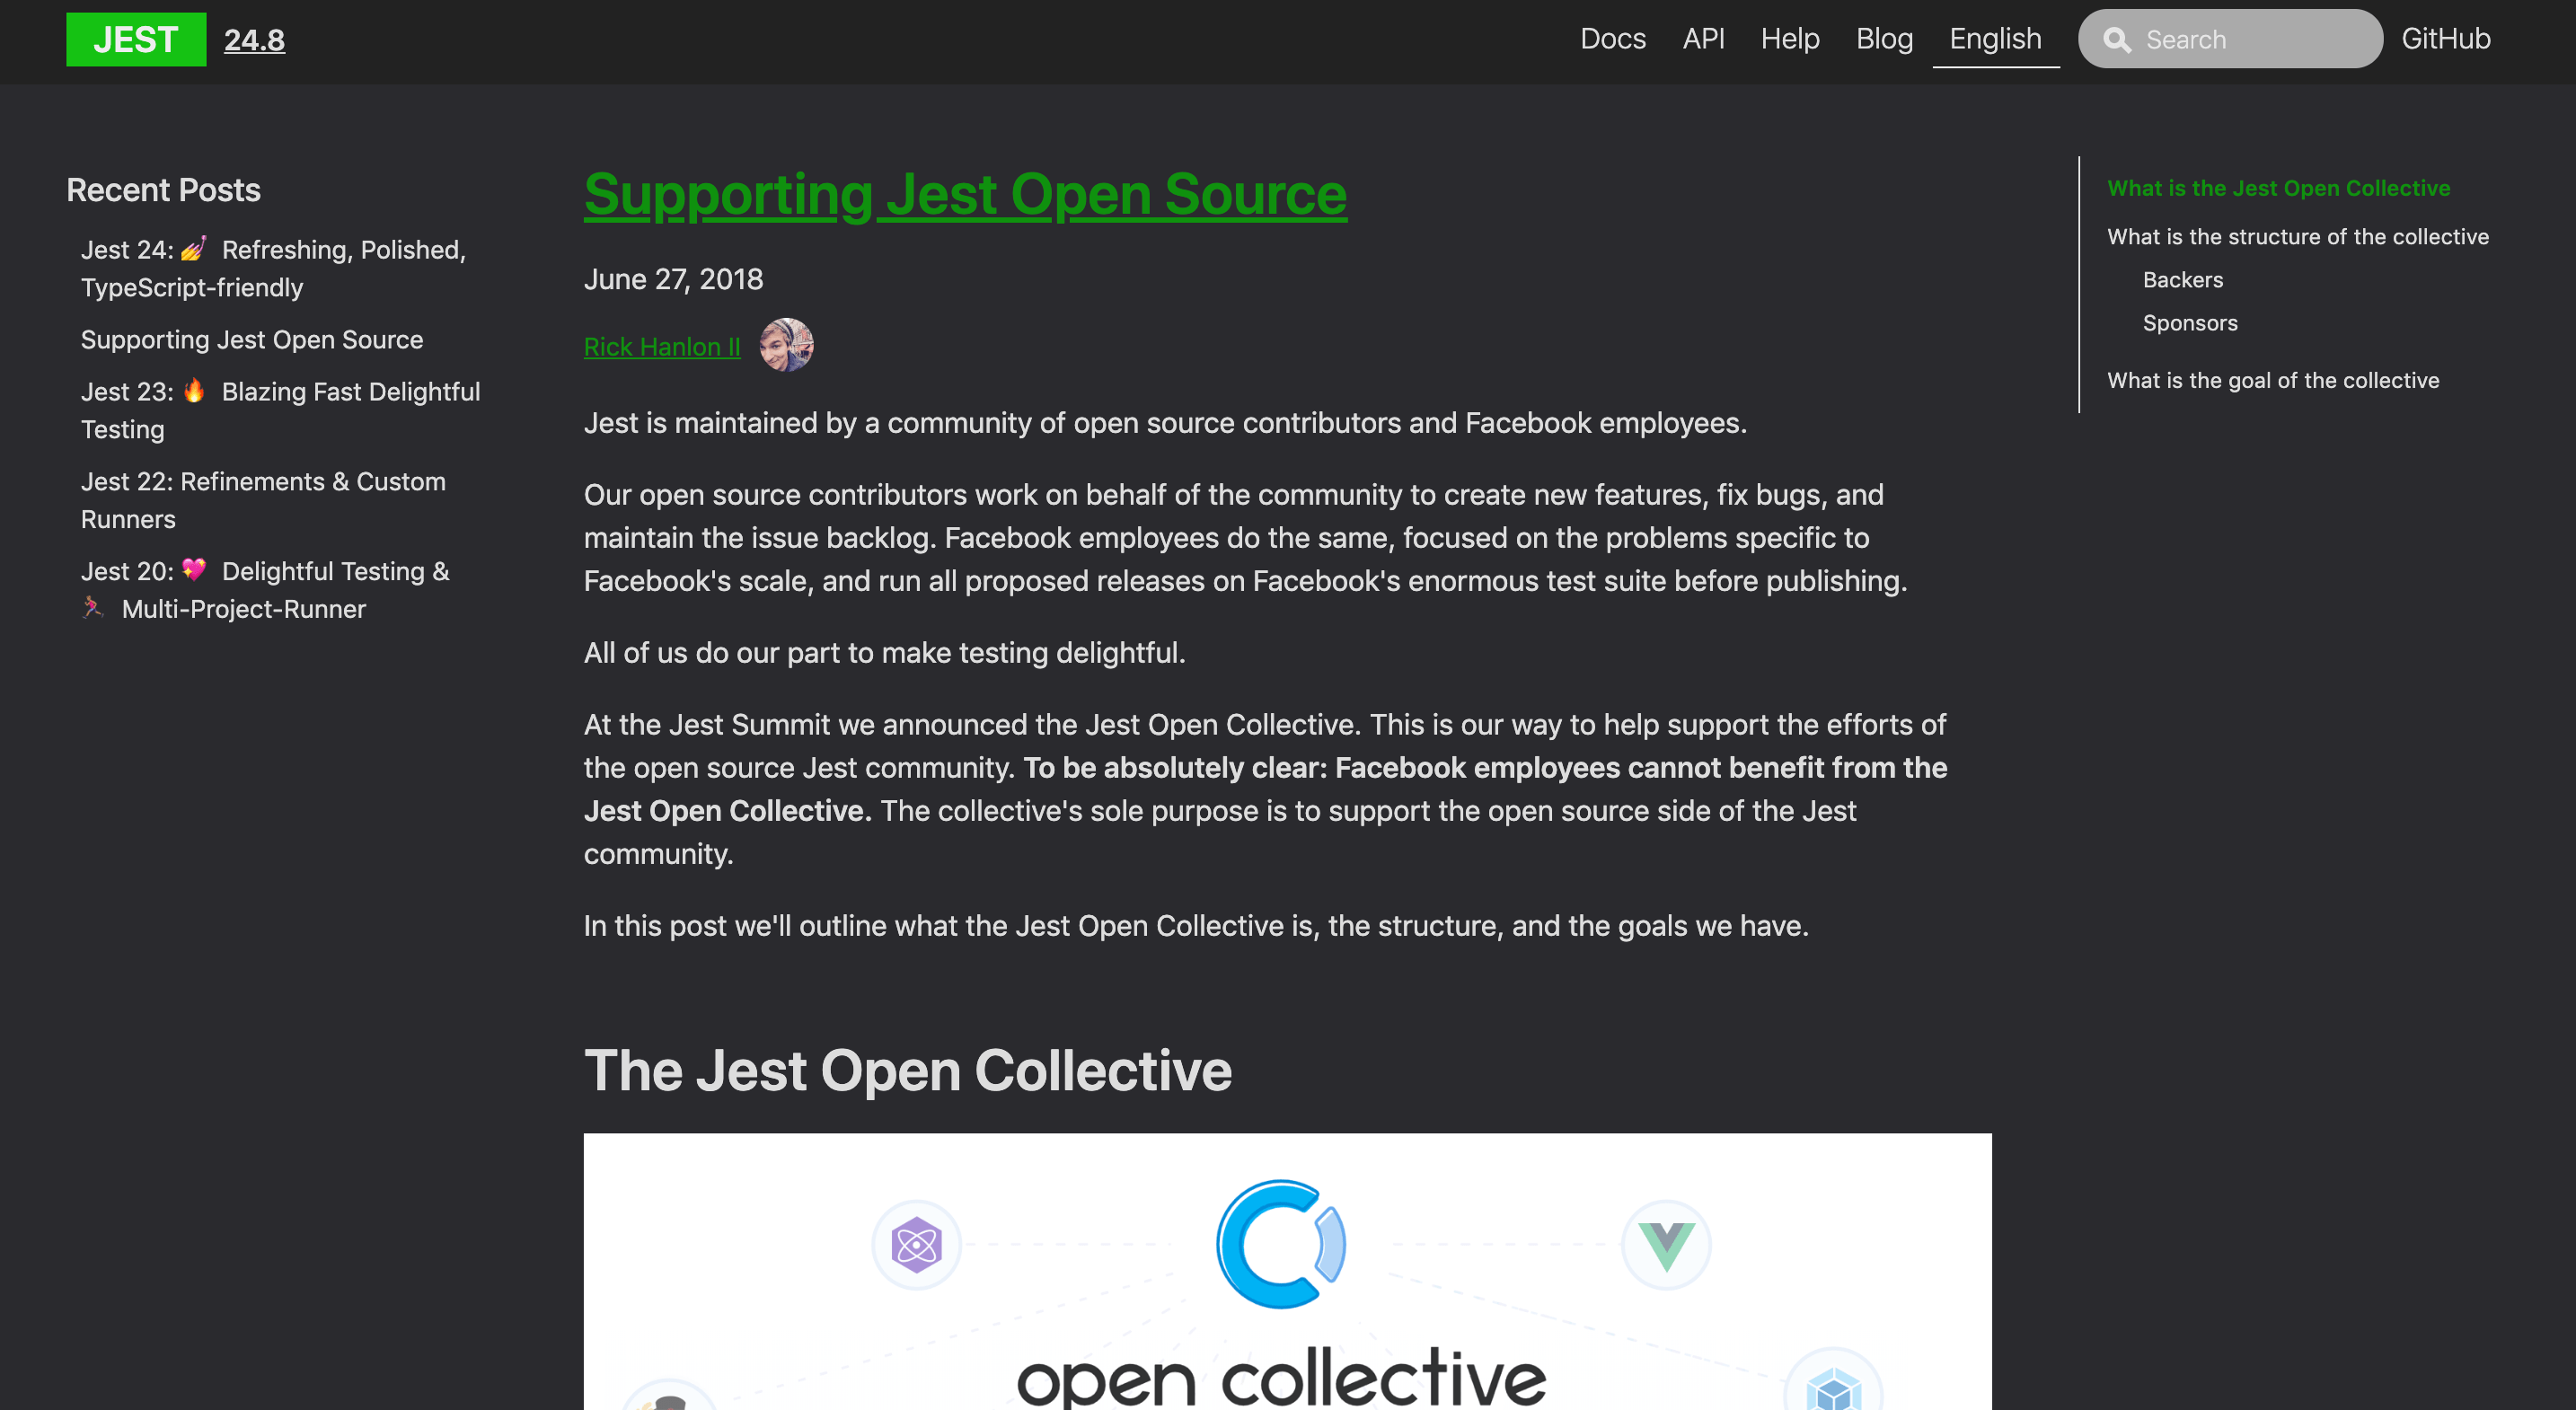 JEST 24.8 Docs API Help Blog English Search GitHub
Recent Posts
Jest 24: 💅 Refreshing, Polished,
TypeScript-friendly
Supporting Jest Open Source
Jest 23: 🔥 Blazing Fast Delightful
Testing
Jest 22: Refinements & Custom
Runners
Jest 20: 💖 Delightful Testing &
🏃🏽 Multi-Project-Runner
Supporting Jest Open Source
June 27, 2018
Rick Hanlon II
Jest is maintained by a community of open source contributors and Facebook employees.
Our open source contributors work on behalf of the community to create new features, fix bugs, and
maintain the issue backlog. Facebook employees do the same, focused on the problems specific to
Facebook's scale, and run all proposed releases on Facebook's enormous test suite before publishing.
All of us do our part to make testing delightful.
At the Jest Summit we announced the Jest Open Collective. This is our way to help support the efforts of
the open source Jest community. To be absolutely clear: Facebook employees cannot benefit from the
Jest Open Collective. The collective's sole purpose is to support the open source side of the Jest
community.
In this post we'll outline what the Jest Open Collective is, the structure, and the goals we have.
The Jest Open Collective
open collective
What is the Jest Open Collective
What is the structure of the collective
Backers
Sponsors
What is the goal of the collective